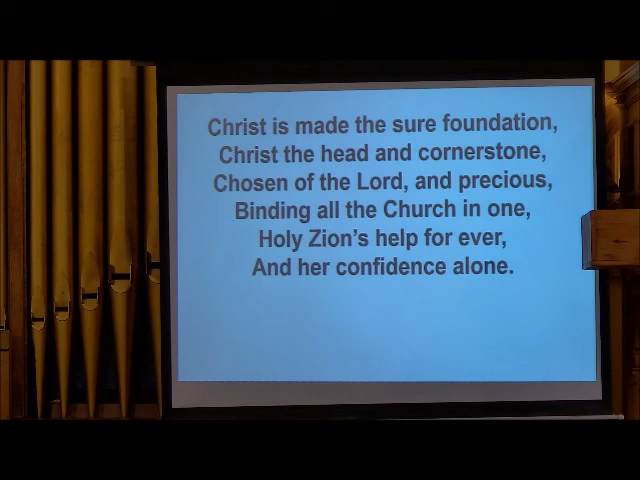 Christ is made the sure foundation,
Christ the head and cornerstone,
Chosen of the Lord, and precious,
Binding all the Church in one,
Holy Zion’s help for ever,
And her confidence alone.